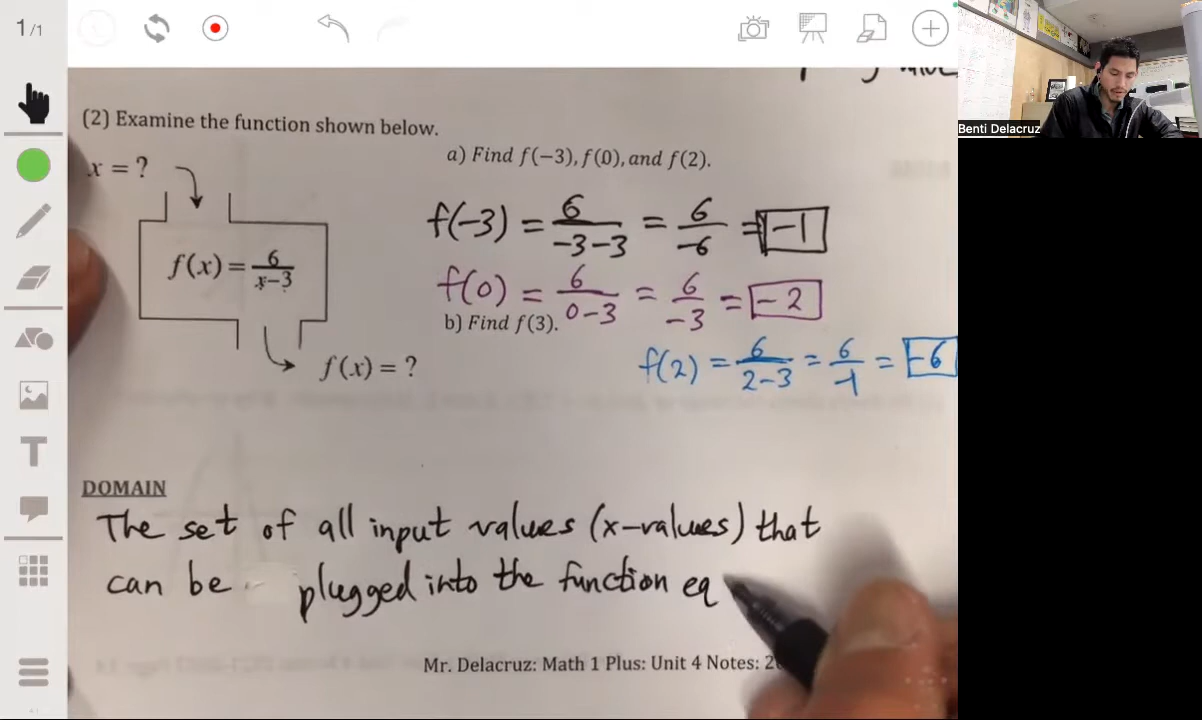 1/1
Benti Delacruz
(2) Examine the function shown below.
x = ?
f(x) = 6/(x−3)
f(x) = ?
a) Find f(−3), f(0), and f(2).
f(-3) = 6/(-3-3) = 6/-6 = -1
f(0) = 6/(0-3) = 6/-3 = -2
b) Find f(3).
f(2) = 6/(2-3) = 6/-1 = -6
DOMAIN
The set of all input values (x-values) that
can be plugged into the function eq
Mr. Delacruz: Math 1 Plus: Unit 4 Notes:
T